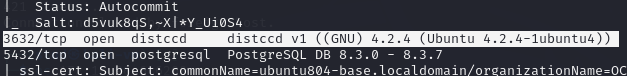 |   Status: Autocommit
|_  Salt: d5vuk8qS,~X|*Y_Ui0S4
3632/tcp  open  distccd     distccd v1 ((GNU) 4.2.4 (Ubuntu 4.2.4-1ubuntu4))
5432/tcp  open  postgresql  PostgreSQL DB 8.3.0 - 8.3.7
| ssl-cert: Subject: commonName=ubuntu804-base.localdomain/organizationName=OC